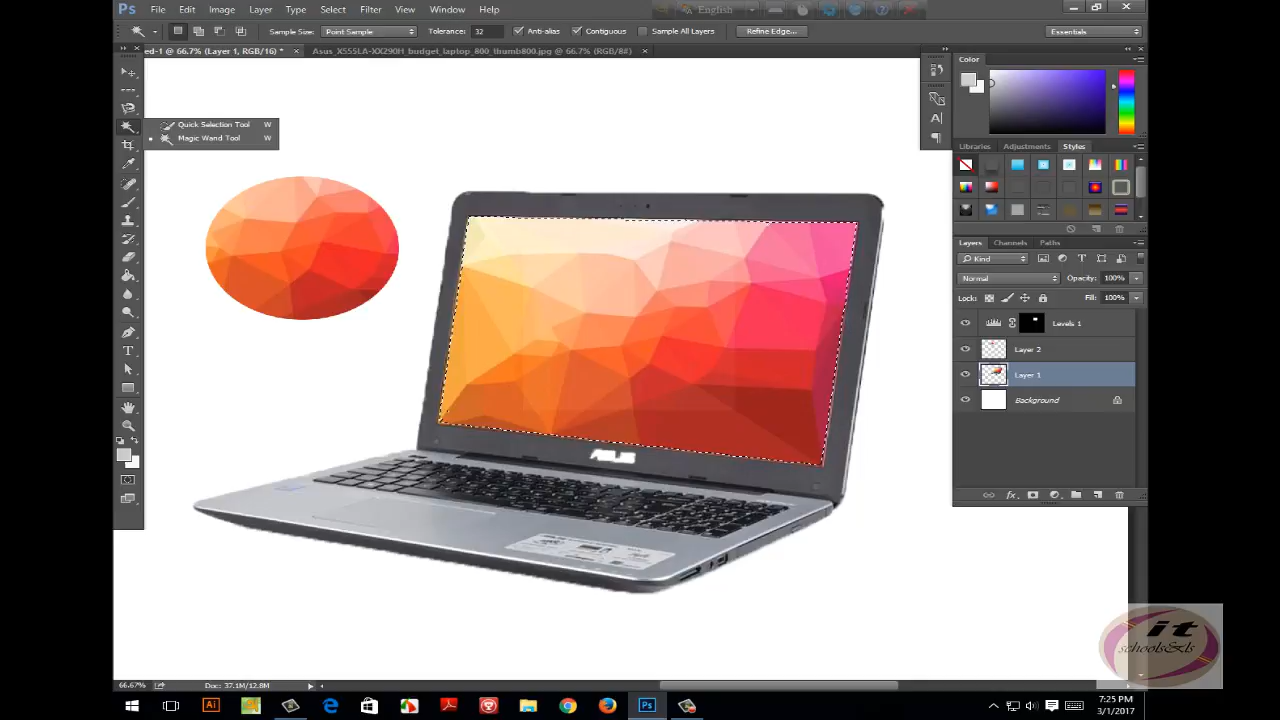 Ps File Edit Image Layer Type Select Filter View Window Help English
Sample Size: Point Sample Tolerance: 32 Anti-alias Contiguous Sample All Layers Refine Edge... Essentials
ed-1 @ 66.7% (Layer 1, RGB/16) * × Asus_X555LA-XX290H_budget_laptop_800_thumb800.jpg @ 66.7% (RGB/8#) ×
Color
Quick Selection Tool W
Magic Wand Tool W
Libraries Adjustments Styles
Layers Channels Paths
Kind
Normal Opacity: 100%
Lock: Fill: 100%
Levels 1
Layer 2
Layer 1
Background
ASUS
it
schools&ls
66.67% Doc: 37.1M/12.8M
Ai Ps
7:25 PM
3/1/2017